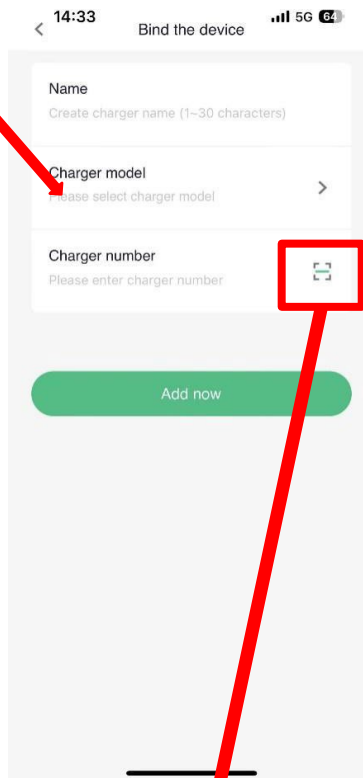 14:33
5G 64
Bind the device
Name
Create charger name (1~30 characters)
Charger model
Please select charger model
Charger number
Please enter charger number
Add now